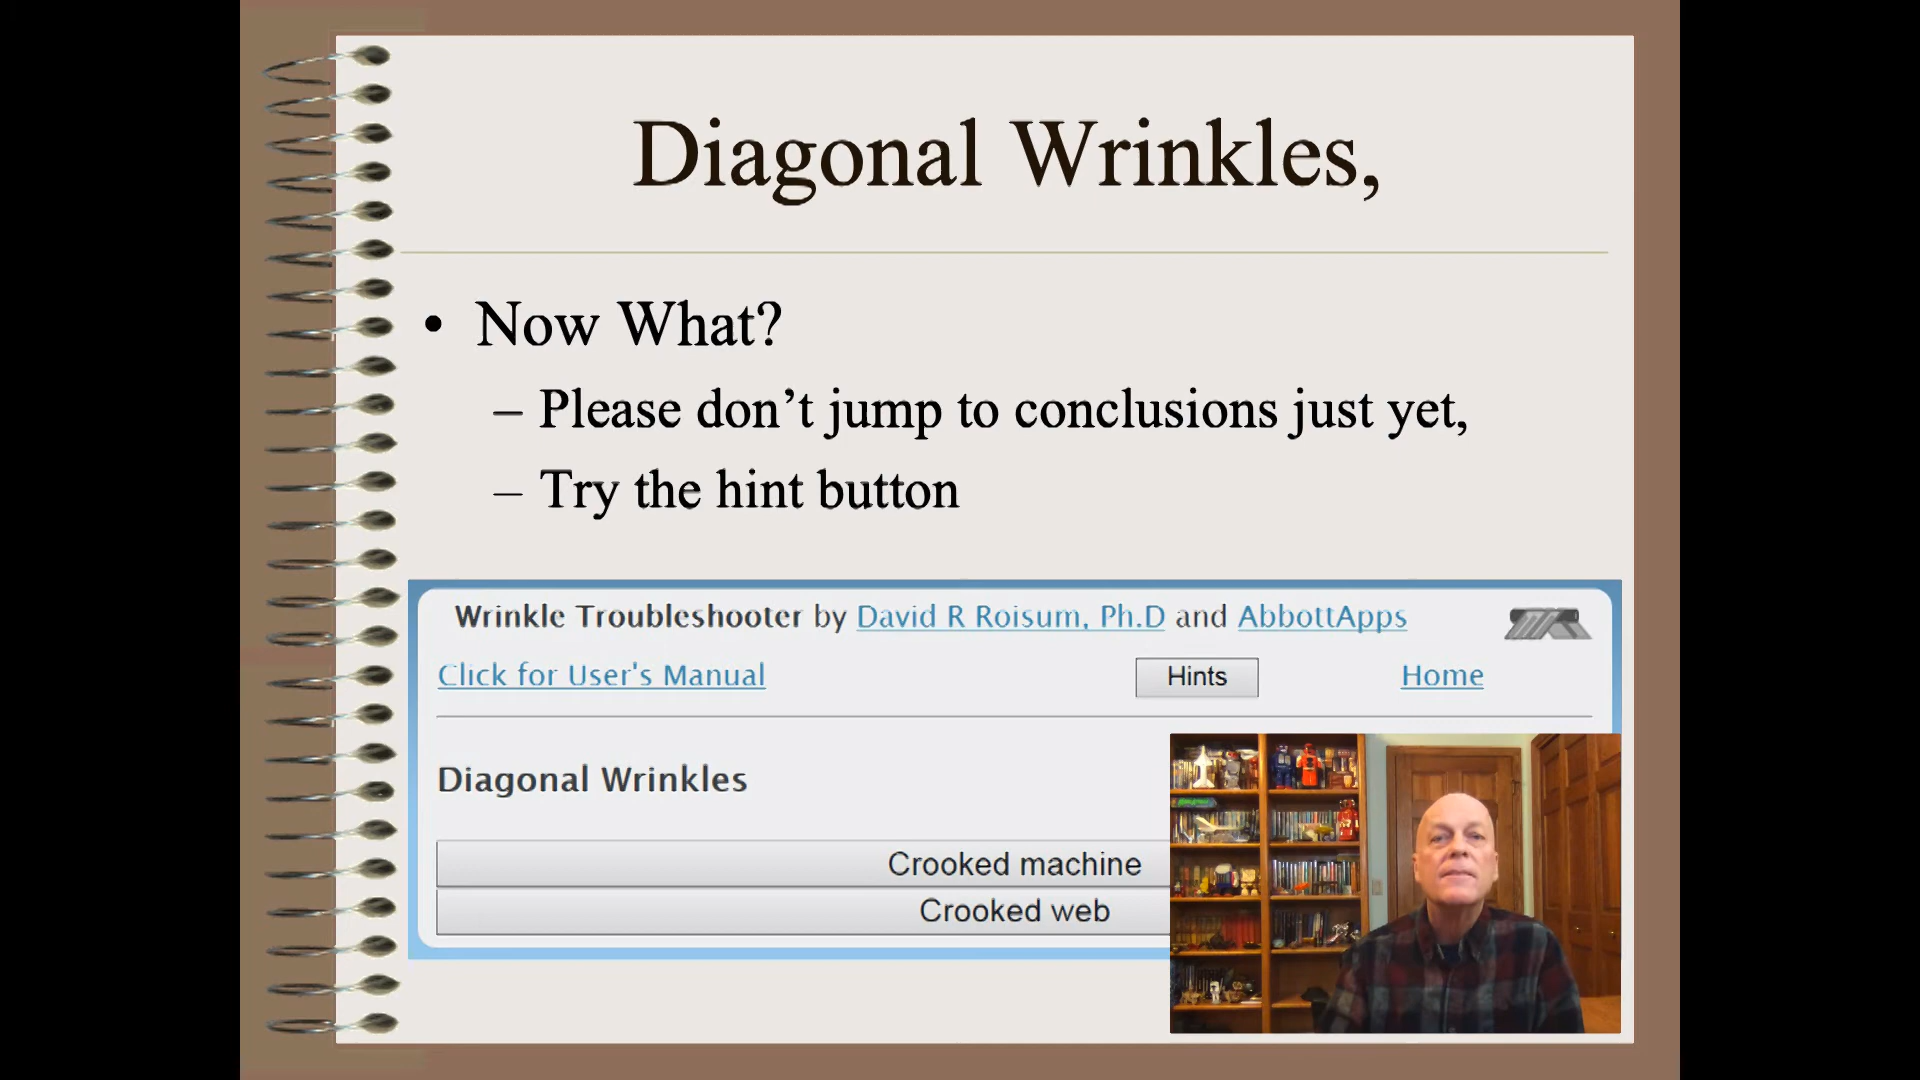 Diagonal Wrinkles,
• Now What?
– Please don’t jump to conclusions just yet,
– Try the hint button
Wrinkle Troubleshooter by David R Roisum, Ph.D and AbbottApps
Click for User's Manual Hints Home
Diagonal Wrinkles
Crooked machine
Crooked web